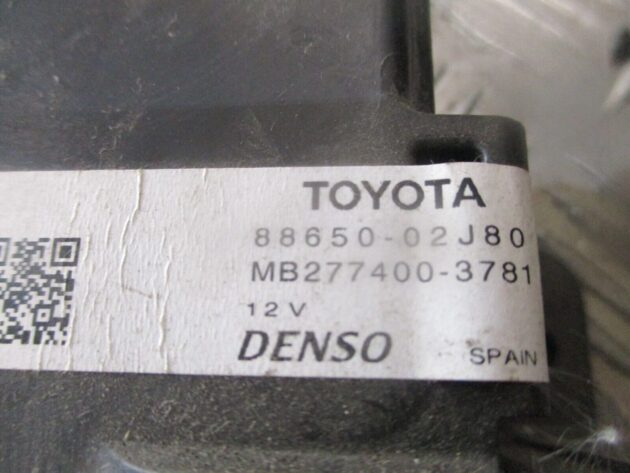 TOYOTA
88650-02J80
MB277400-3781
12V
DENSO SPAIN